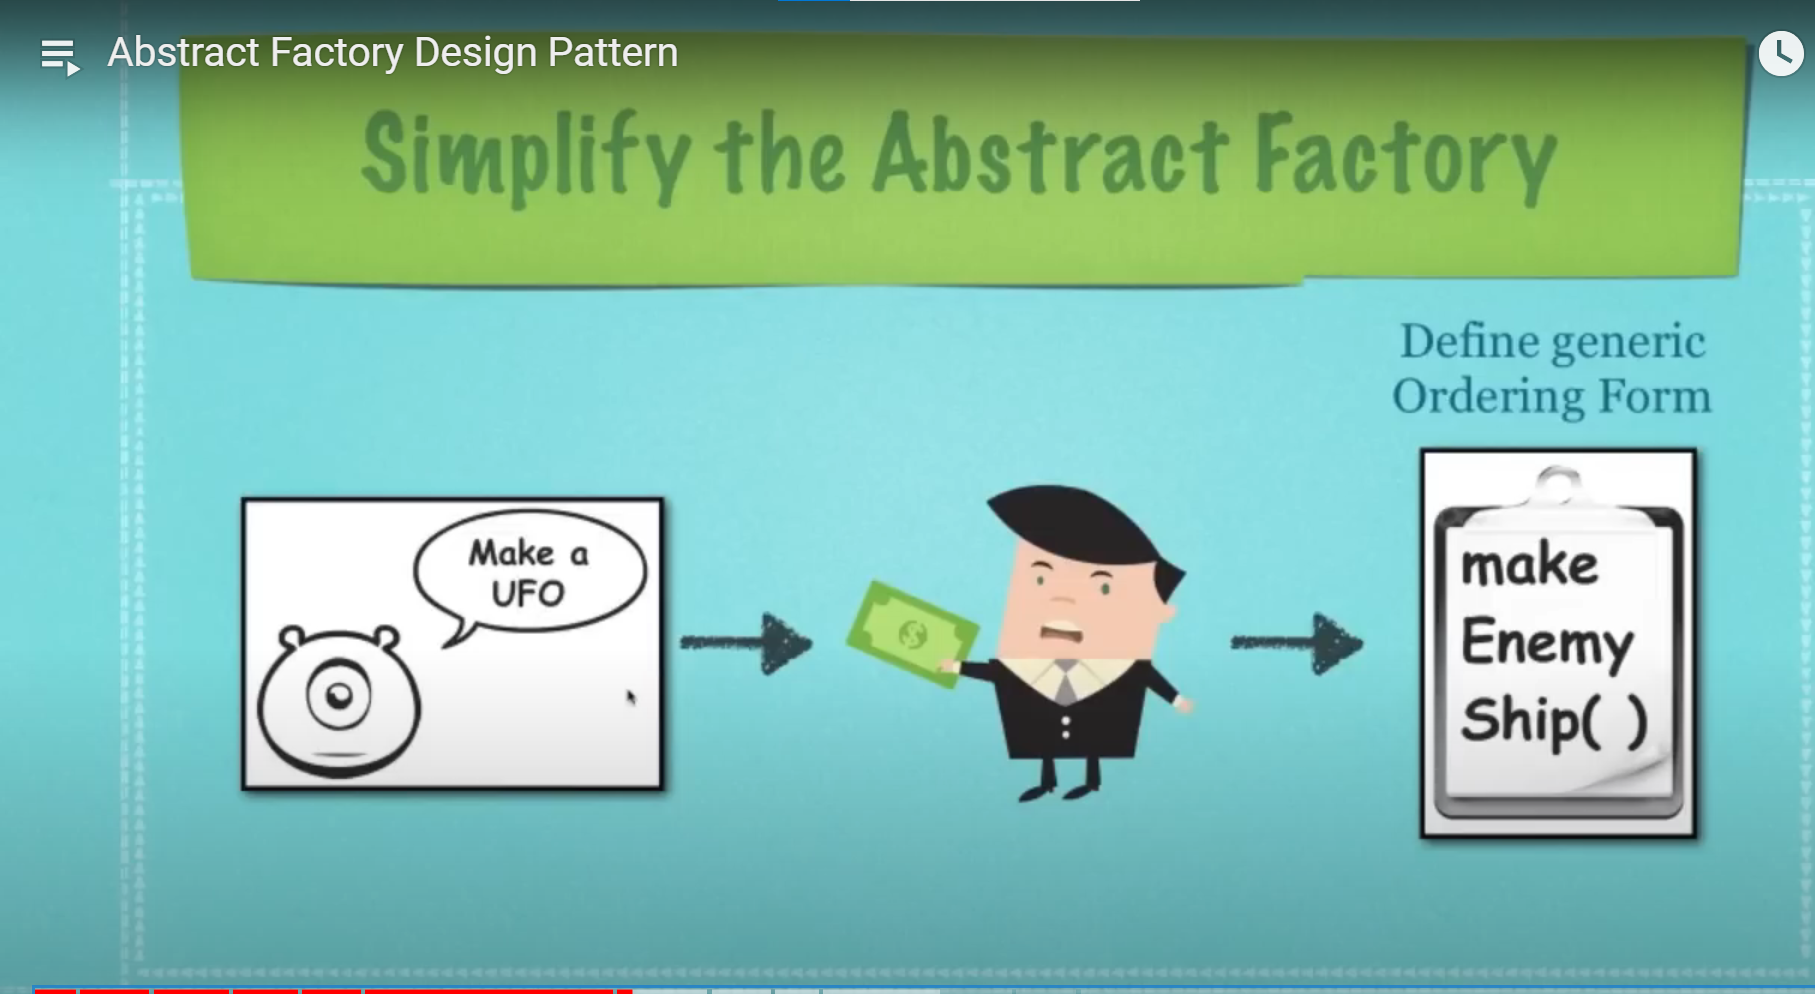 Abstract Factory Design Pattern
Simplify the Abstract Factory
Define generic
Ordering Form
Make a
UFO
make
Enemy
Ship( )